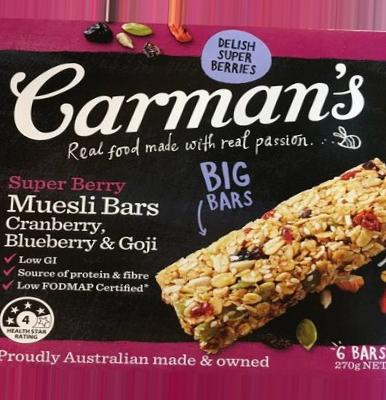 DELISH
SUPER
BERRIES
Carman's
Real food made with real passion...
BIG
BARS
Super Berry
Muesli Bars
Cranberry,
Blueberry & Goji
✓ Low GI
✓ Source of protein & fibre
✓ Low FODMAP Certified*
4
HEALTH STAR
RATING
Proudly Australian made & owned
6 BARS
270g NET